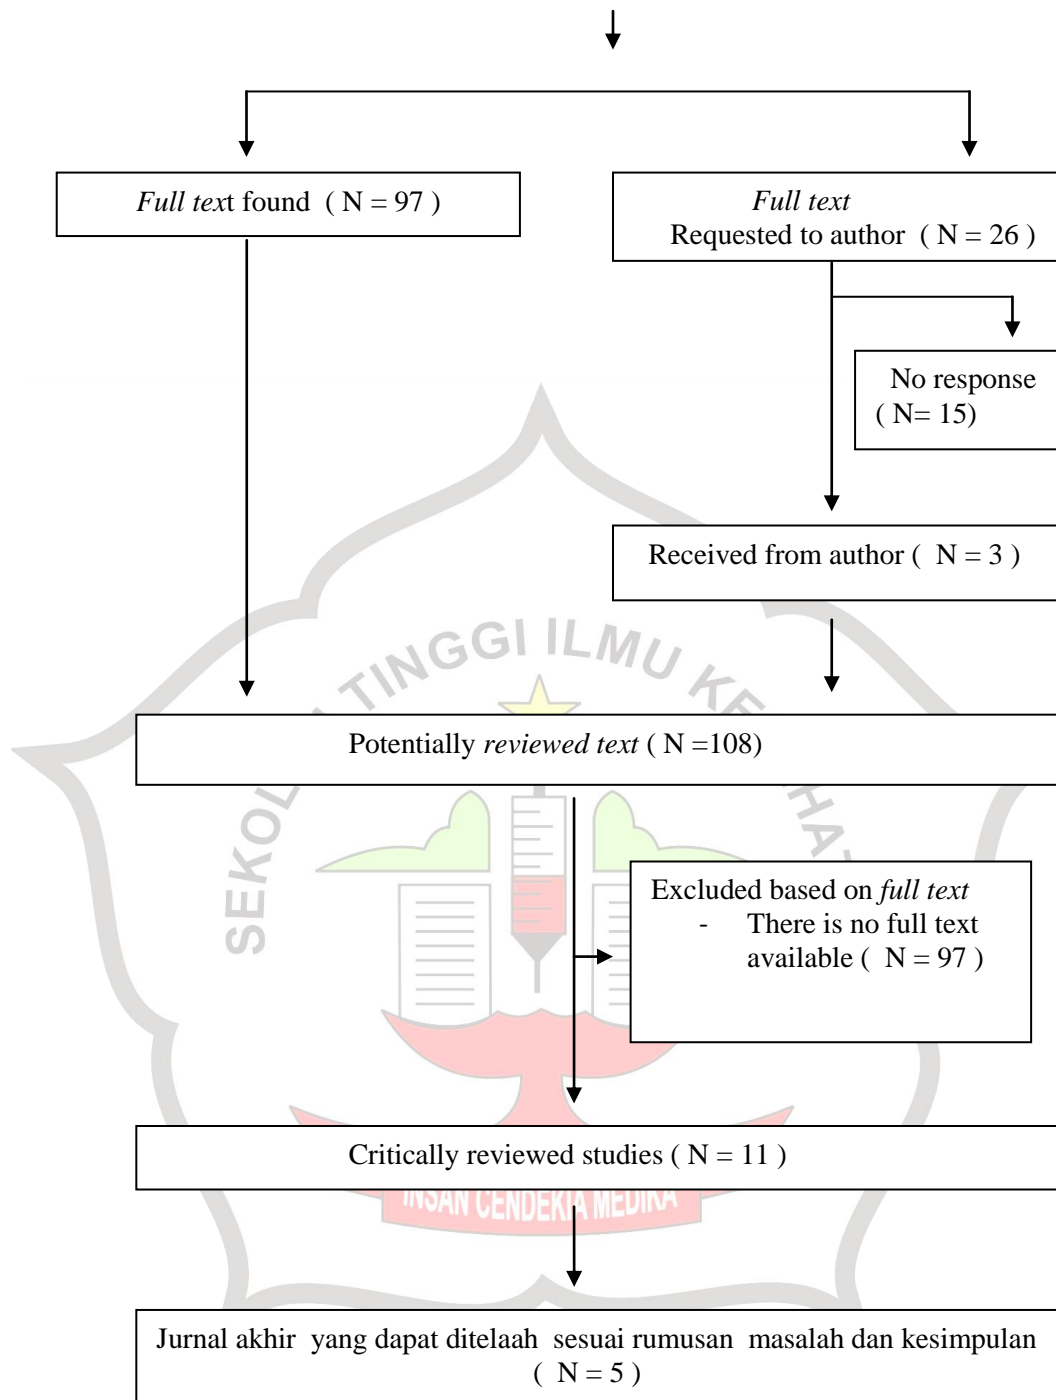 Full text found ( N = 97 )
Full text
Requested to author ( N = 26 )
No response
( N= 15)
Received from author ( N = 3 )
SEKOLAH TINGGI ILMU KESEHATAN
Potentially reviewed text ( N =108)
Excluded based on full text
- There is no full text
available ( N = 97 )
Critically reviewed studies ( N = 11 )
INSAN CENDEKIA MEDIKA
Jurnal akhir yang dapat ditelaah sesuai rumusan masalah dan kesimpulan
( N = 5 )